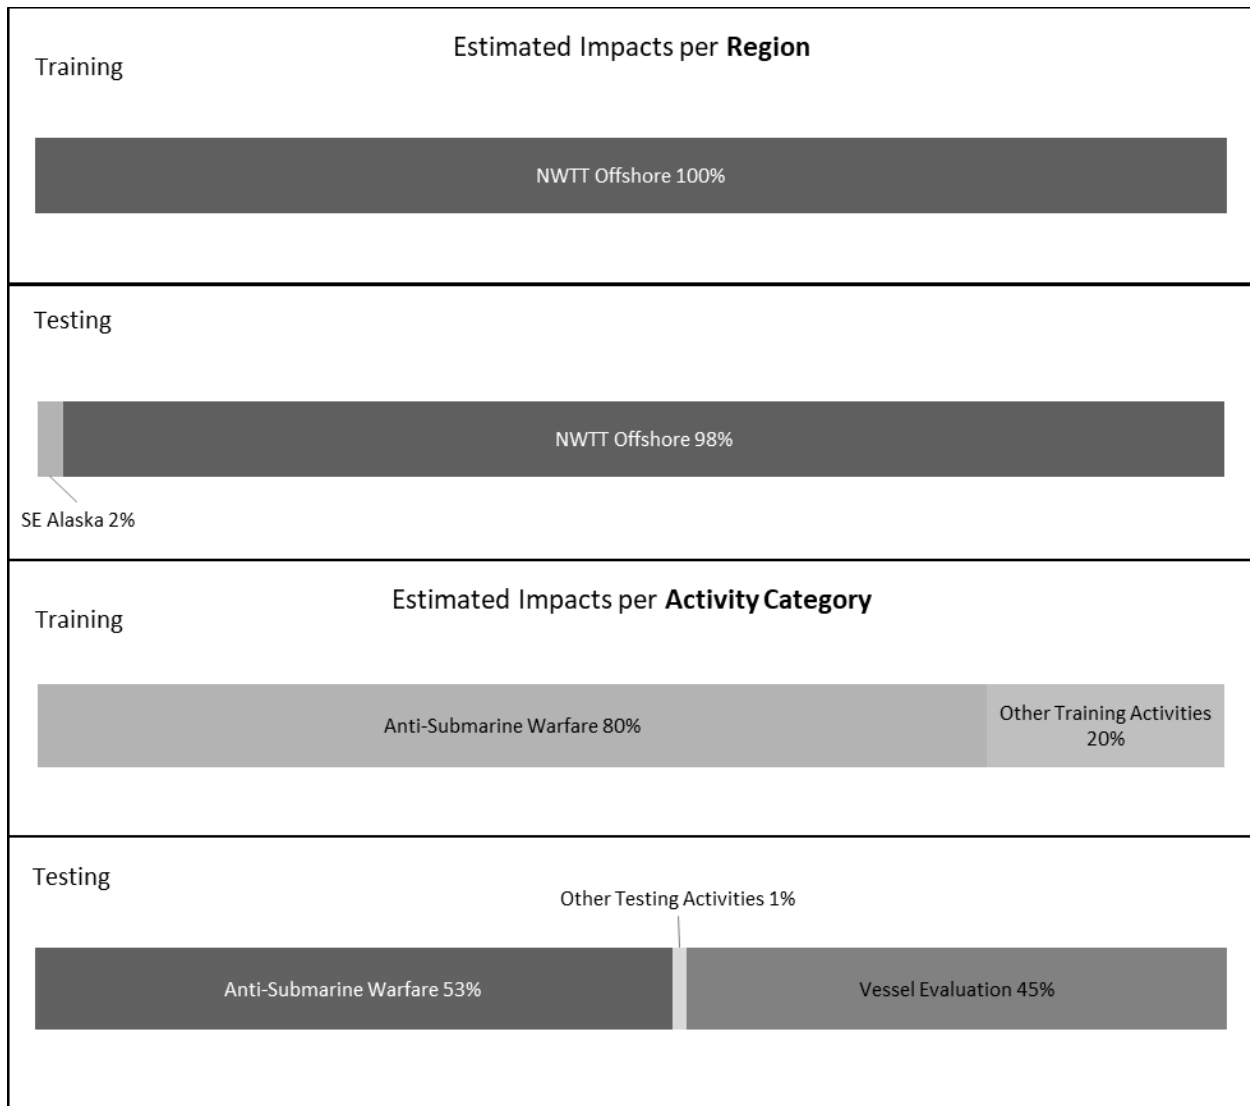 Estimated Impacts per Region
Training
NWTT Offshore 100%
Testing
NWTT Offshore 98%
SE Alaska 2%
Estimated Impacts per Activity Category
Training
Anti-Submarine Warfare 80%
Other Training Activities
20%
Testing
Other Testing Activities 1%
Anti-Submarine Warfare 53%
Vessel Evaluation 45%